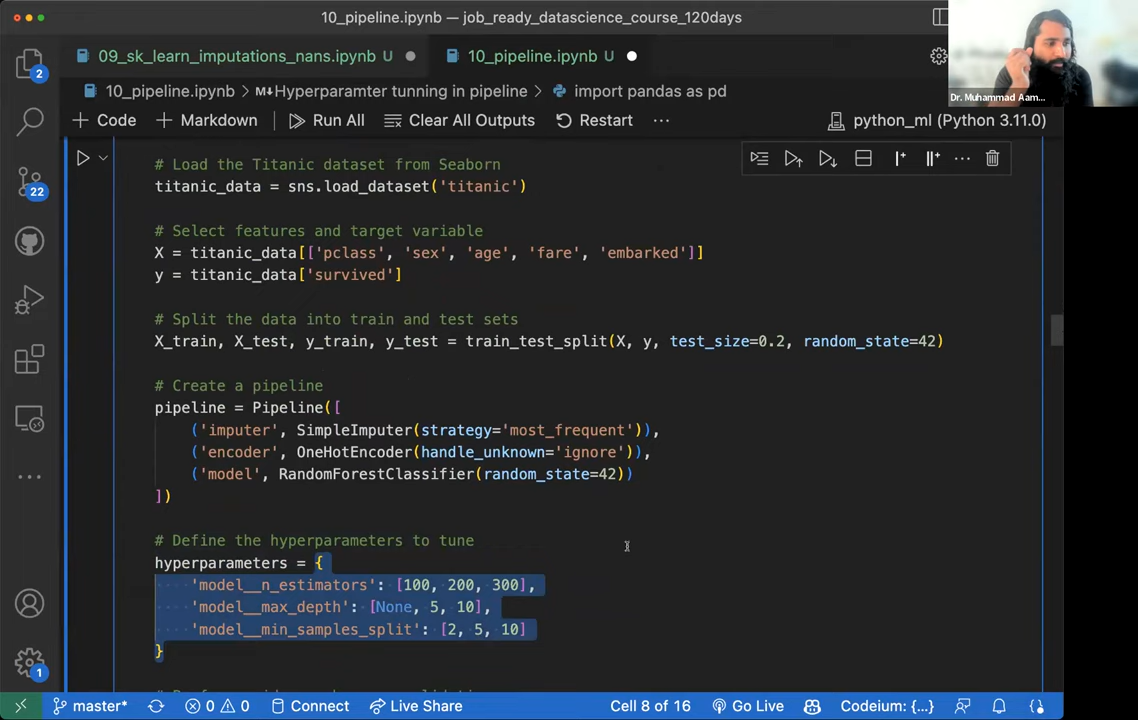 10_pipeline.ipynb — job_ready_datascience_course_120days
09_sk_learn_imputations_nans.ipynb U
10_pipeline.ipynb U
10_pipeline.ipynb > M↓Hyperparamter tunning in pipeline > import pandas as pd
+ Code + Markdown Run All Clear All Outputs Restart ... python_ml (Python 3.11.0)
Dr. Muhammad Aam...
2
22
1
# Load the Titanic dataset from Seaborn
titanic_data = sns.load_dataset('titanic')
# Select features and target variable
X = titanic_data[['pclass', 'sex', 'age', 'fare', 'embarked']]
y = titanic_data['survived']
# Split the data into train and test sets
X_train, X_test, y_train, y_test = train_test_split(X, y, test_size=0.2, random_state=42)
# Create a pipeline
pipeline = Pipeline([
('imputer', SimpleImputer(strategy='most_frequent')),
('encoder', OneHotEncoder(handle_unknown='ignore')),
('model', RandomForestClassifier(random_state=42))
])
# Define the hyperparameters to tune
hyperparameters = {
'model__n_estimators': [100, 200, 300],
'model__max_depth': [None, 5, 10],
'model__min_samples_split': [2, 5, 10]
}
master* 0 0 Connect Live Share Cell 8 of 16 Go Live Codeium: {...}